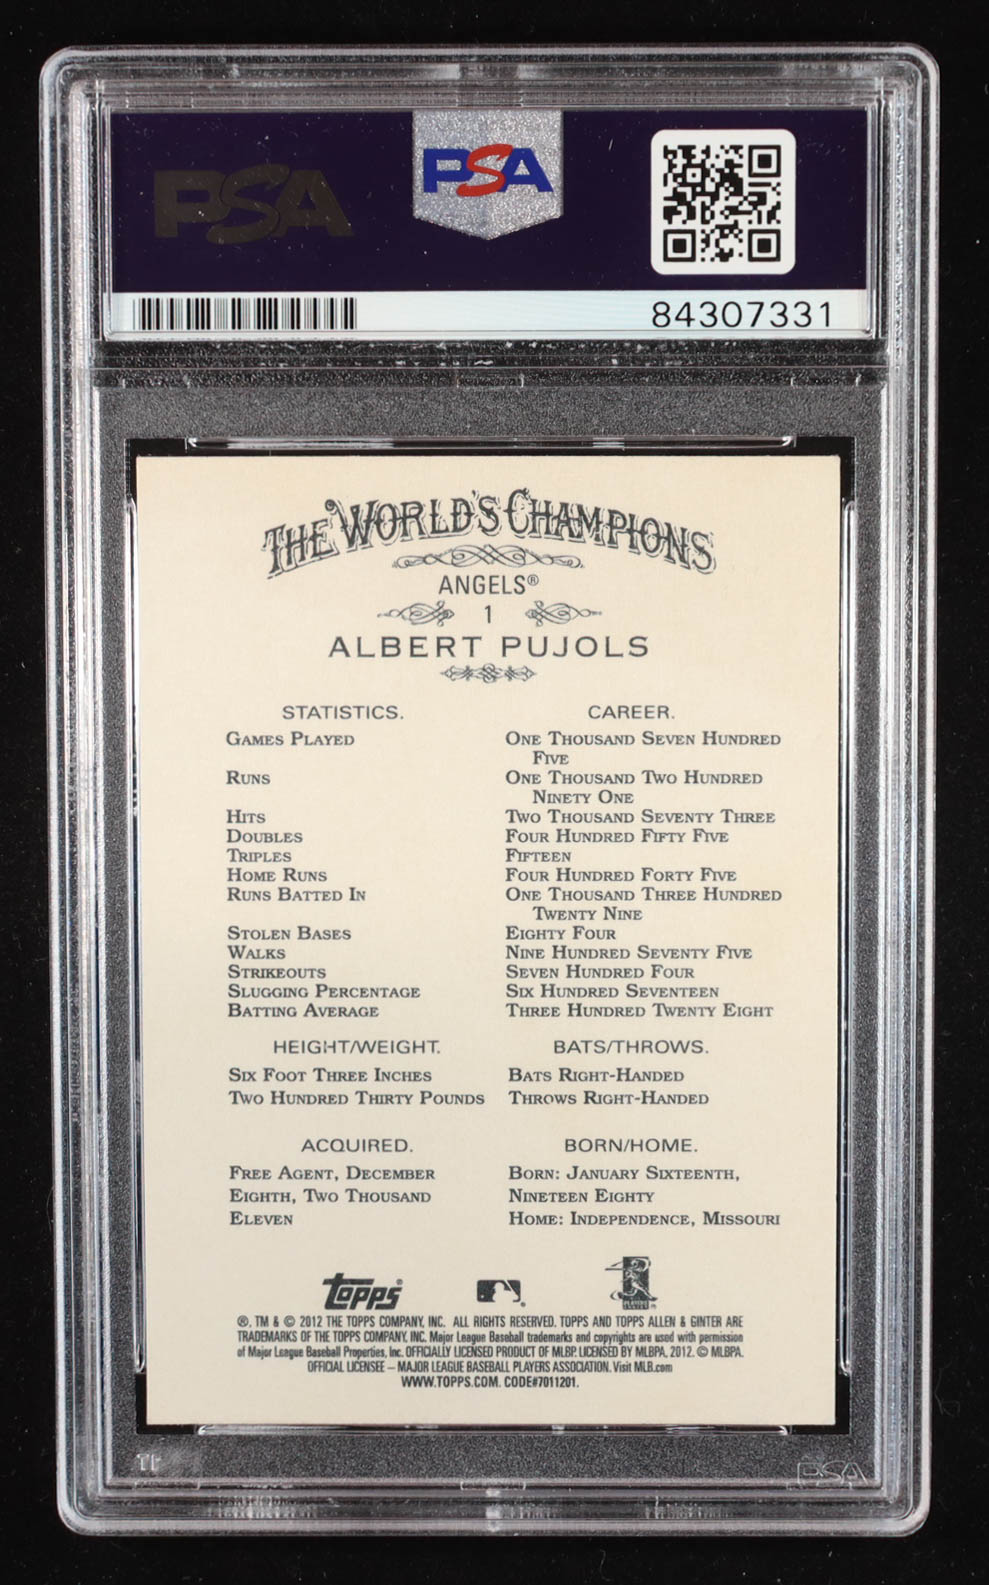 PSA
PSA
84307331
THE WORLD'S CHAMPIONS
ANGELS®
1
ALBERT PUJOLS
STATISTICS. CAREER.
GAMES PLAYED ONE THOUSAND SEVEN HUNDRED
FIVE
RUNS ONE THOUSAND TWO HUNDRED
NINETY ONE
HITS TWO THOUSAND SEVENTY THREE
DOUBLES FOUR HUNDRED FIFTY FIVE
TRIPLES FIFTEEN
HOME RUNS FOUR HUNDRED FORTY FIVE
RUNS BATTED IN ONE THOUSAND THREE HUNDRED
TWENTY NINE
STOLEN BASES EIGHTY FOUR
WALKS NINE HUNDRED SEVENTY FIVE
STRIKEOUTS SEVEN HUNDRED FOUR
SLUGGING PERCENTAGE SIX HUNDRED SEVENTEEN
BATTING AVERAGE THREE HUNDRED TWENTY EIGHT
HEIGHT/WEIGHT. BATS/THROWS.
SIX FOOT THREE INCHES BATS RIGHT-HANDED
TWO HUNDRED THIRTY POUNDS THROWS RIGHT-HANDED
ACQUIRED. BORN/HOME.
FREE AGENT, DECEMBER BORN: JANUARY SIXTEENTH,
EIGHTH, TWO THOUSAND NINETEEN EIGHTY
ELEVEN HOME: INDEPENDENCE, MISSOURI
Topps®
®, TM & © 2012 THE TOPPS COMPANY, INC. ALL RIGHTS RESERVED. TOPPS AND TOPPS ALLEN & GINTER ARE
TRADEMARKS OF THE TOPPS COMPANY, INC. Major League Baseball trademarks and copyrights are used with permission
of Major League Baseball Properties, Inc. OFFICIALLY LICENSED PRODUCT OF MLBP. LICENSED BY MLBPA, 2012. © MLBPA.
OFFICIAL LICENSEE – MAJOR LEAGUE BASEBALL PLAYERS ASSOCIATION. Visit MLB.com
WWW.TOPPS.COM. CODE#7011201.
PSA